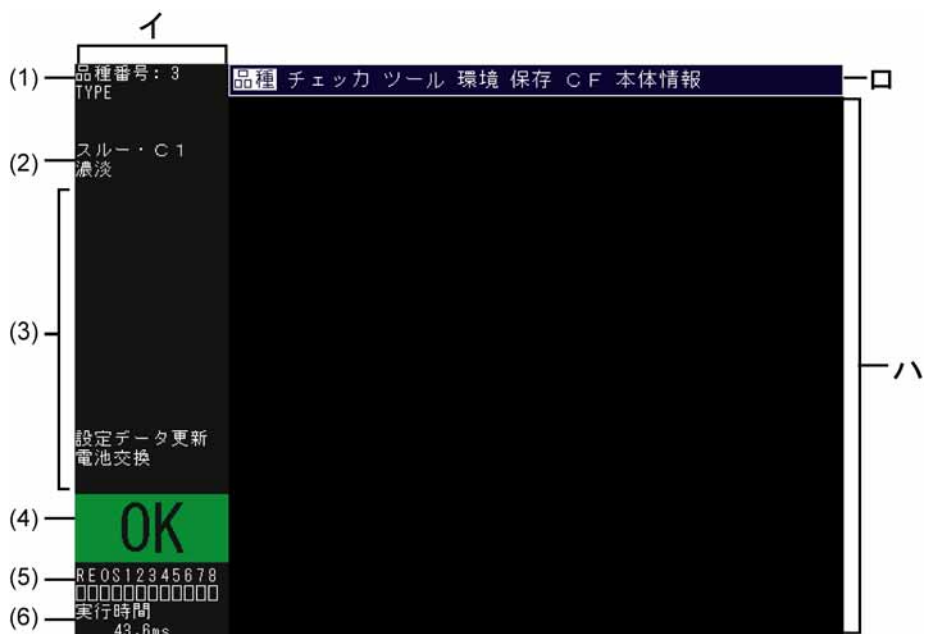 イ
(1)
品種番号: 3
TYPE
品種 チェッカ ツール 環境 保存 CF 本体情報
ロ
(2)
スルー・C1
濃淡
(3)
ハ
設定データ更新
電池交換
(4)
OK
(5)
REOS12345678
(6)
実行時間
43.6ms